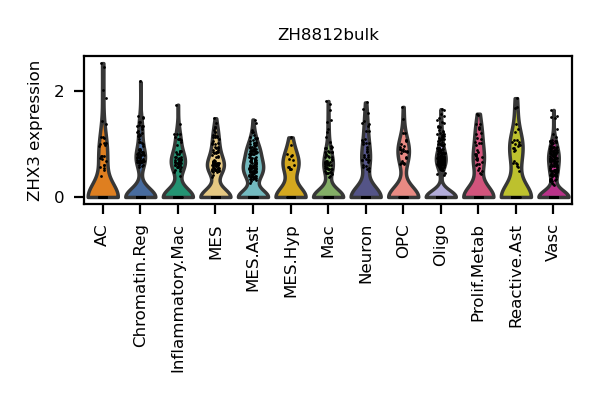 ZH8812bulk
ZHX3 expression
2
0
AC
Chromatin.Reg
Inflammatory.Mac
MES
MES.Ast
MES.Hyp
Mac
Neuron
OPC
Oligo
Prolif.Metab
Reactive.Ast
Vasc